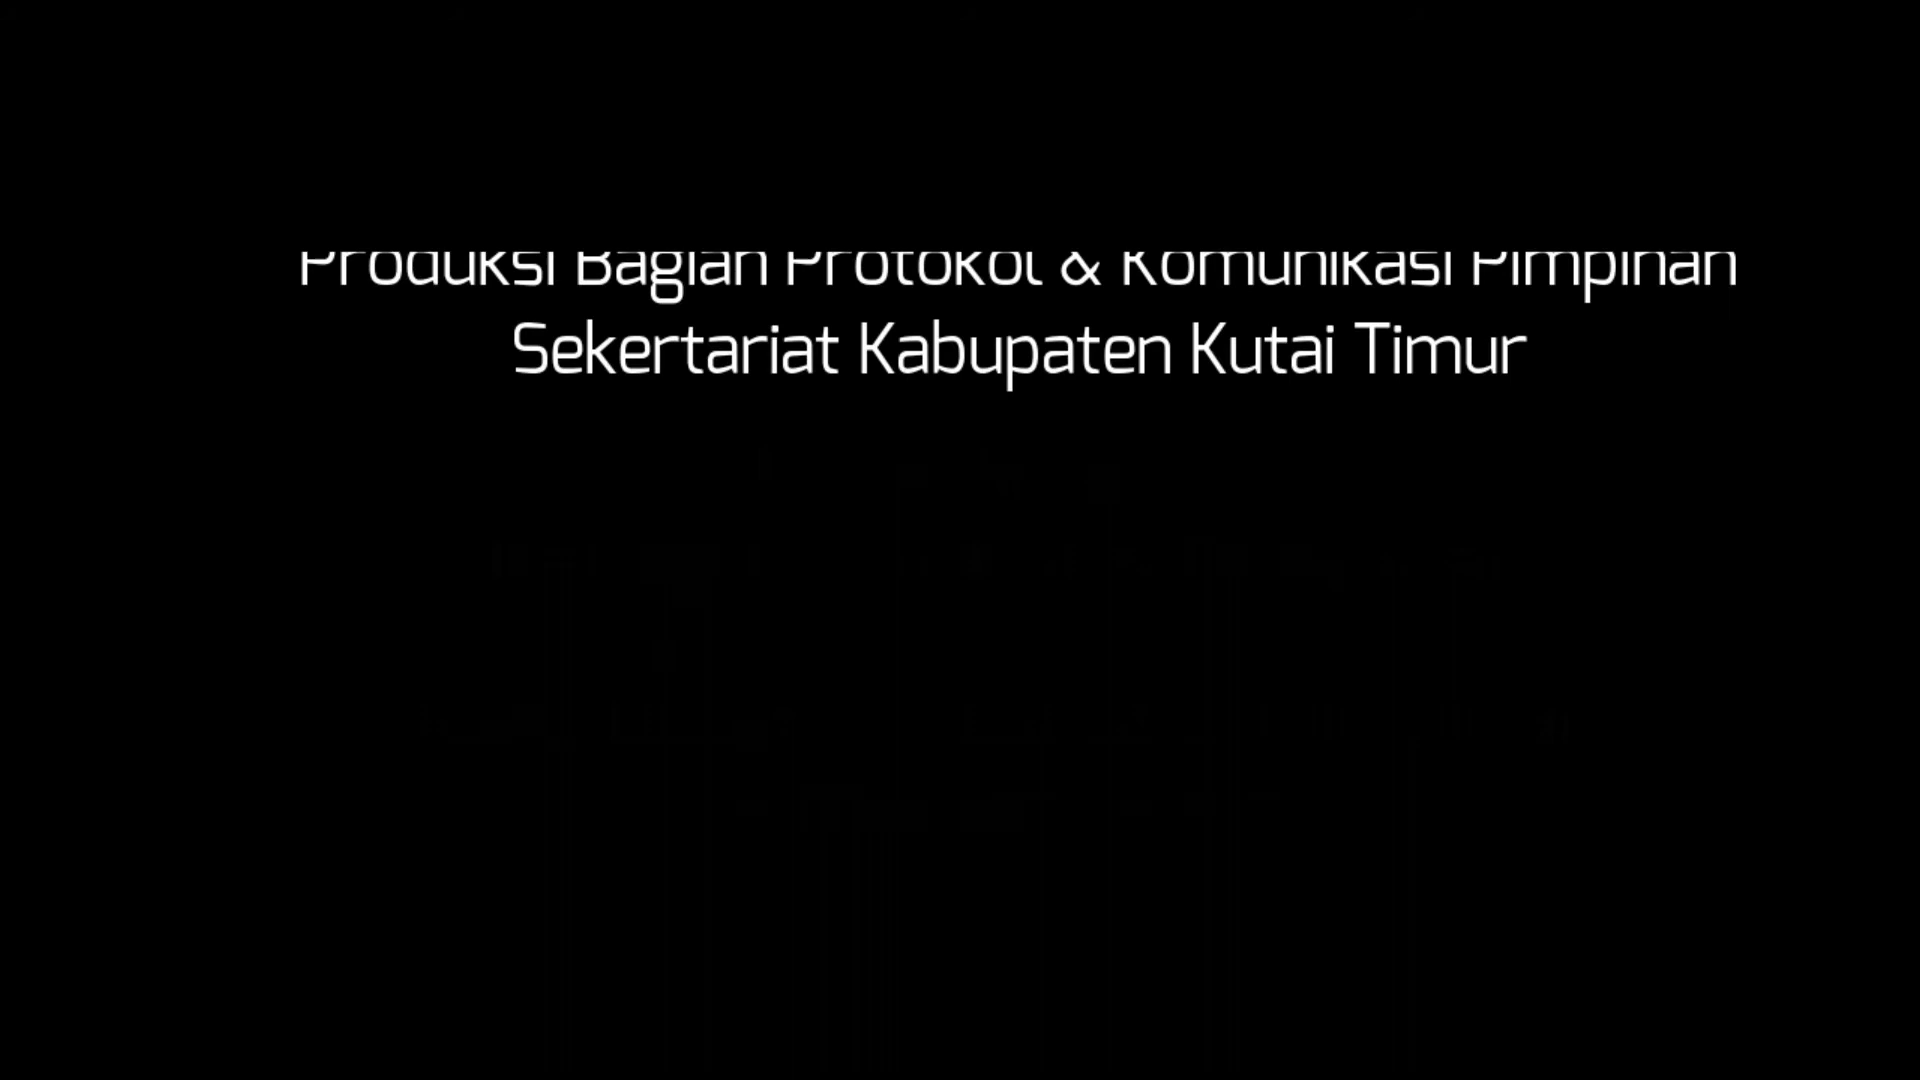 Produksi Bagian Protokol & Komunikasi Pimpinan
Sekertariat Kabupaten Kutai Timur